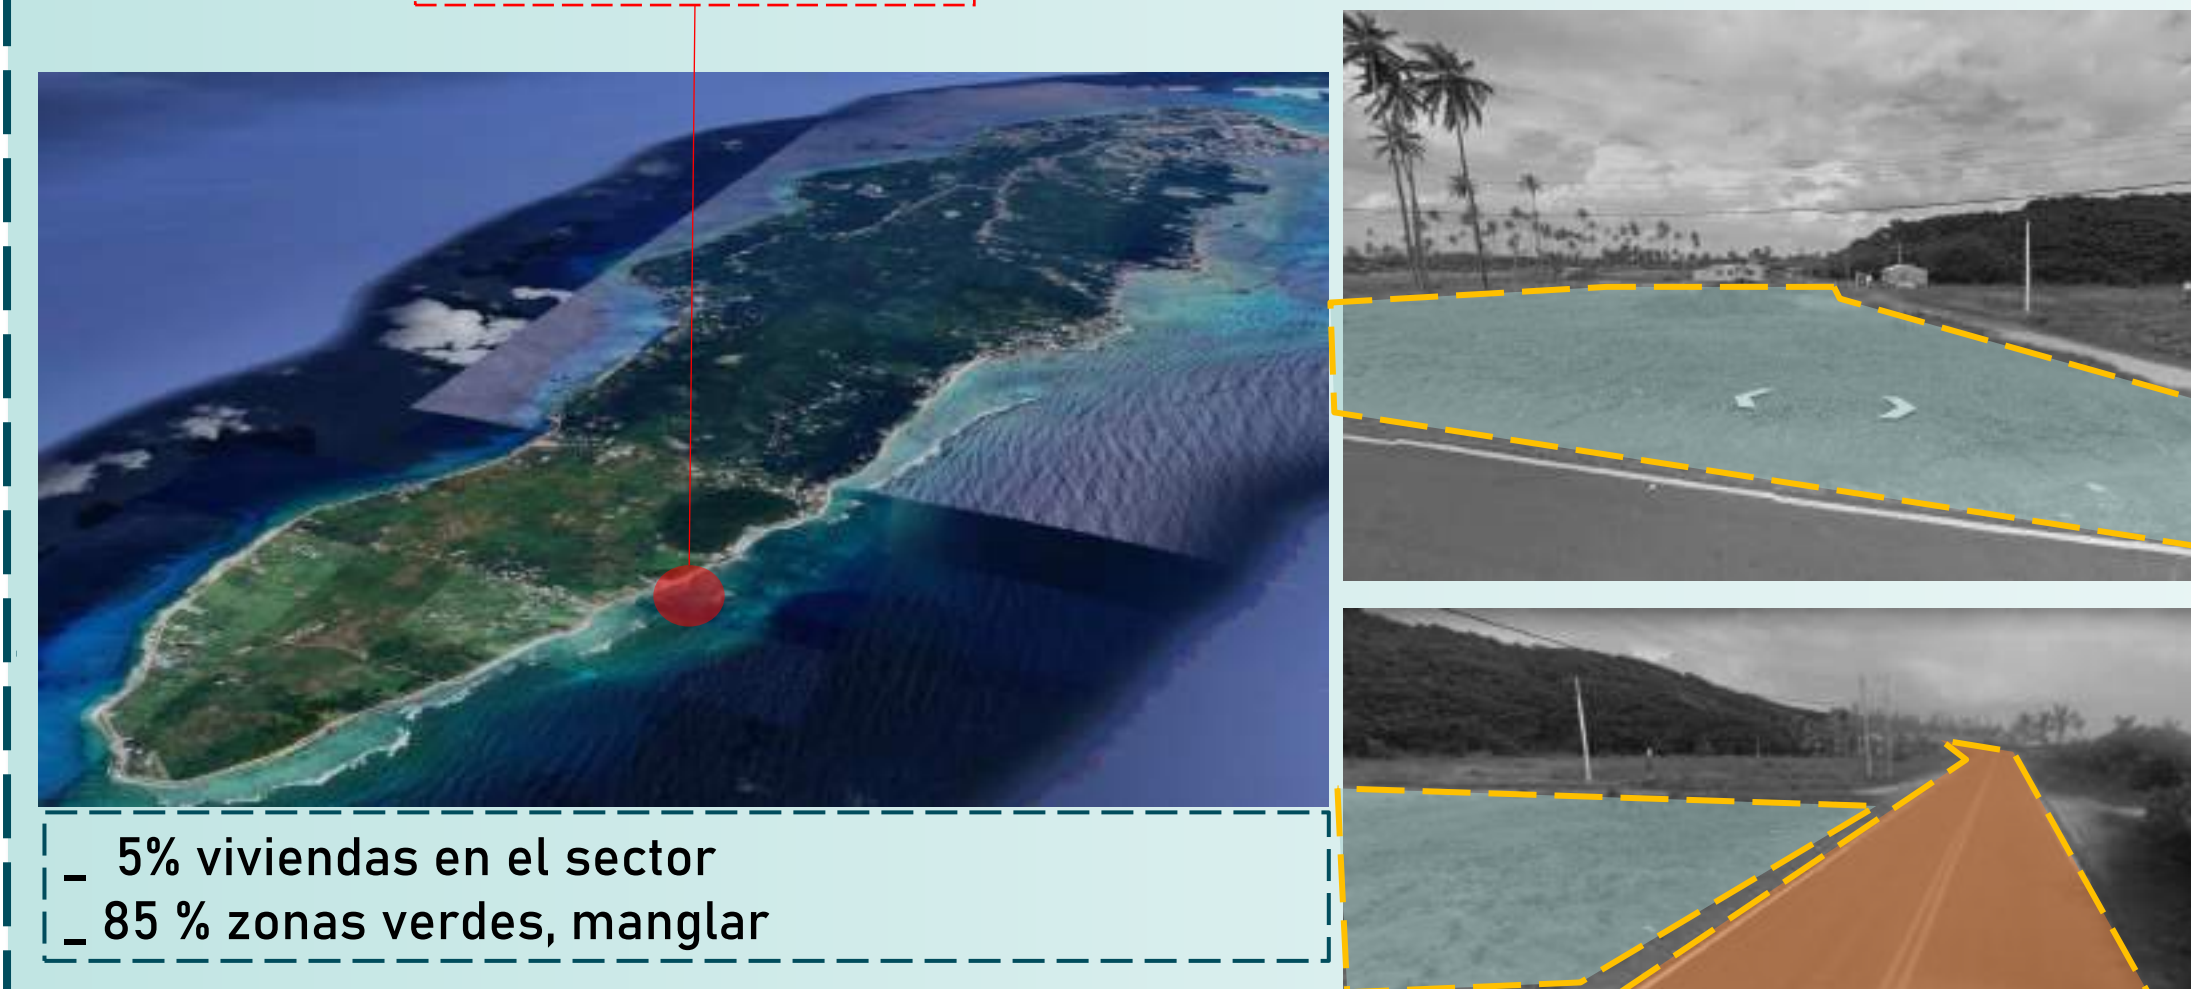 _ 5% viviendas en el sector
_ 85 % zonas verdes, manglar